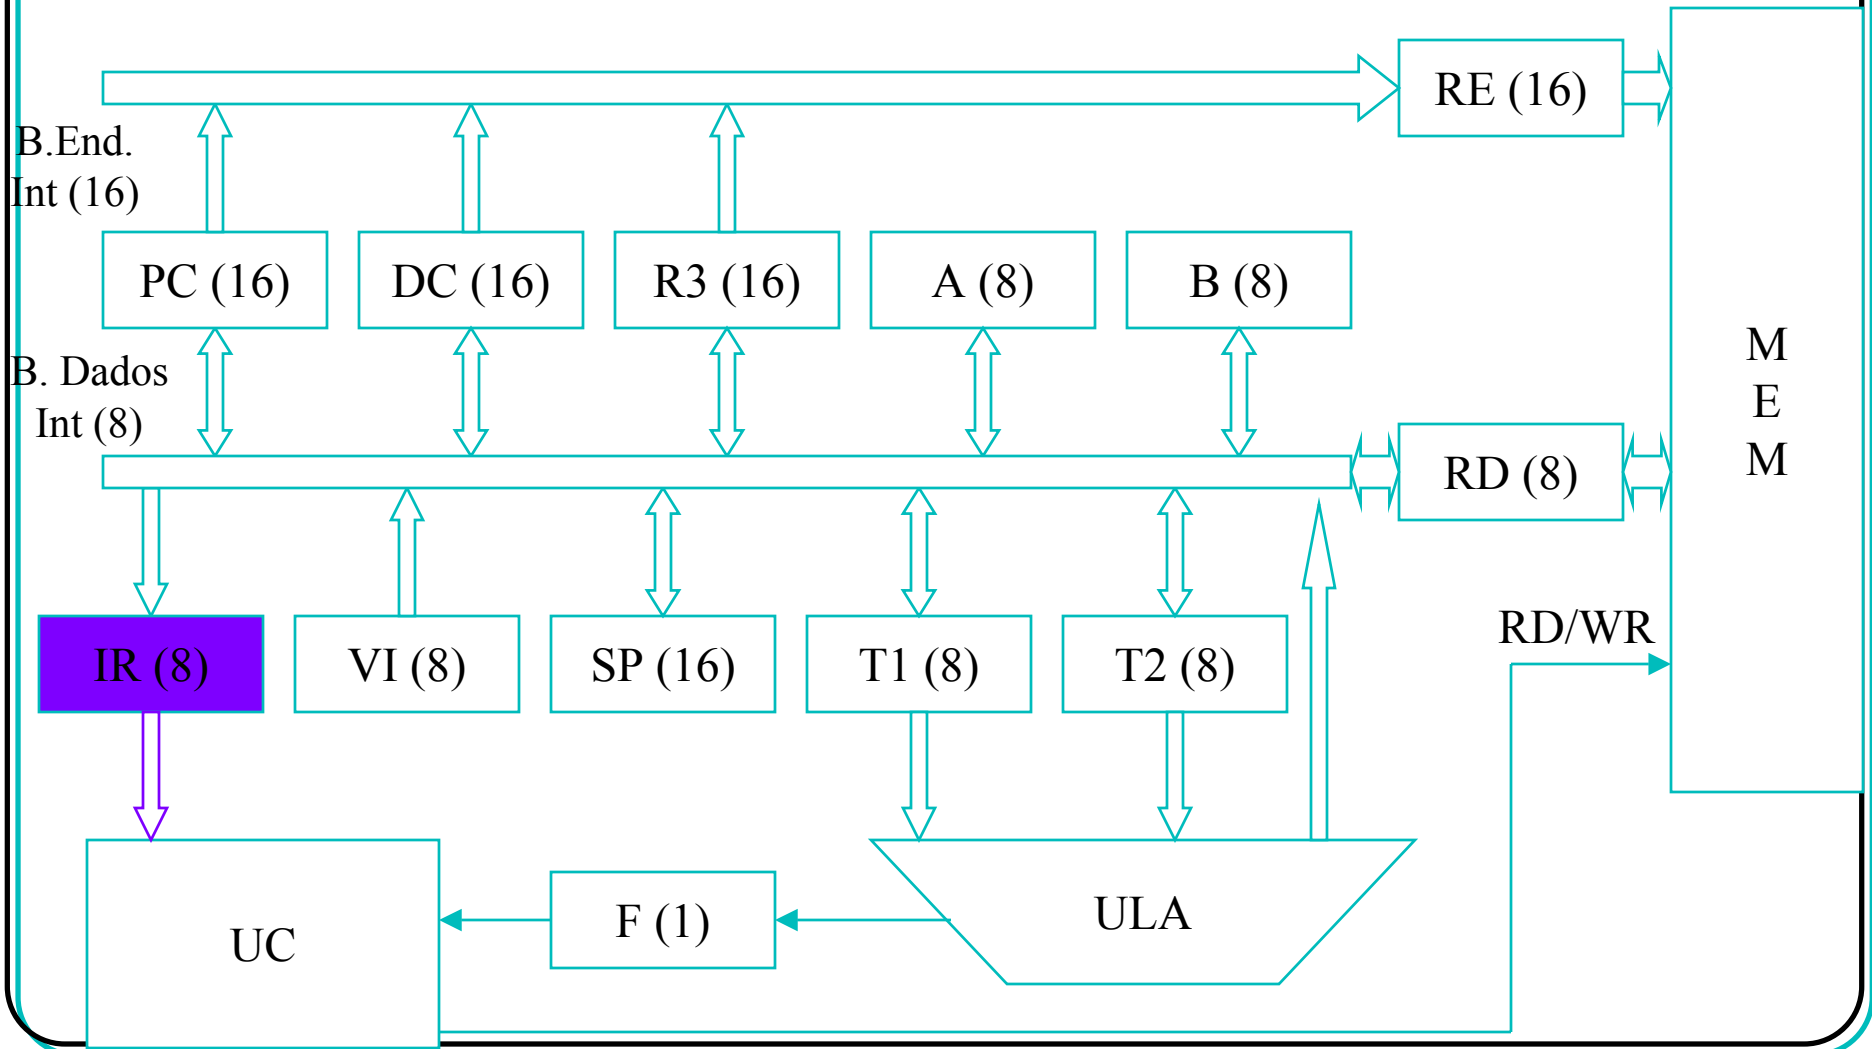 RE (16)
B.End.
Int (16)
PC (16)
DC (16)
R3 (16)
A (8)
B (8)
B. Dados
Int (8)
M
E
M
RD (8)
RD/WR
IR (8)
VI (8)
SP (16)
T1 (8)
T2 (8)
UC
F (1)
ULA